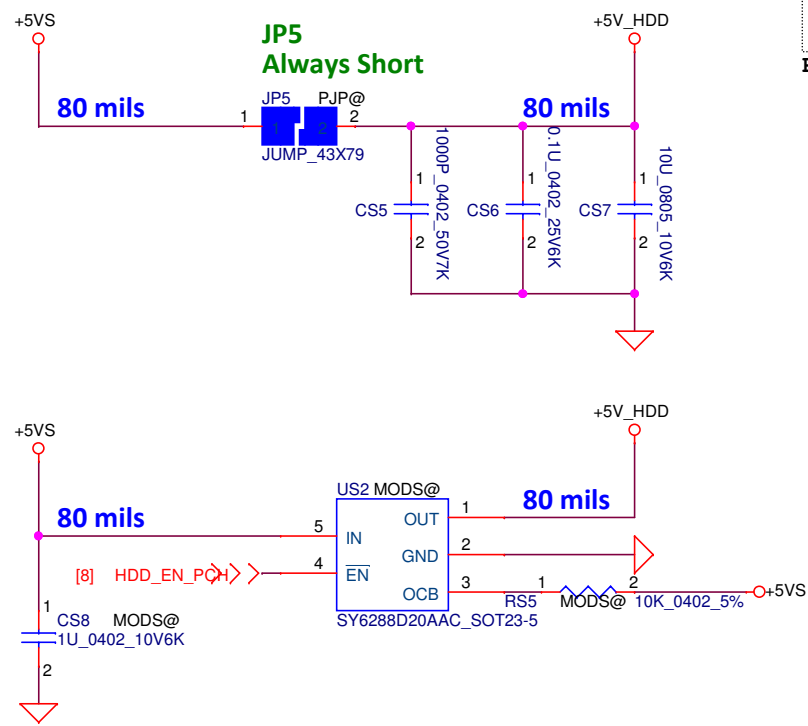 +5VS
+5V_HDD
JP5
Always Short
80 mils
JP5
PJP@
80 mils
1
1
2
2
JUMP_43X79
1
CS5
2
1000P_0402_50V7K
1
CS6
2
0.1U_0402_25V6K
1
CS7
2
10U_0805_10V6K
+5VS
+5V_HDD
US2 MODS@
80 mils
80 mils
5
IN
OUT
1
GND
2
[8] HDD_EN_PCH
4
EN
OCB
3
RS5
1
2
MODS@
10K_0402_5%
+5VS
SY6288D20AAC_SOT23-5
1
CS8
MODS@
1U_0402_10V6K
2